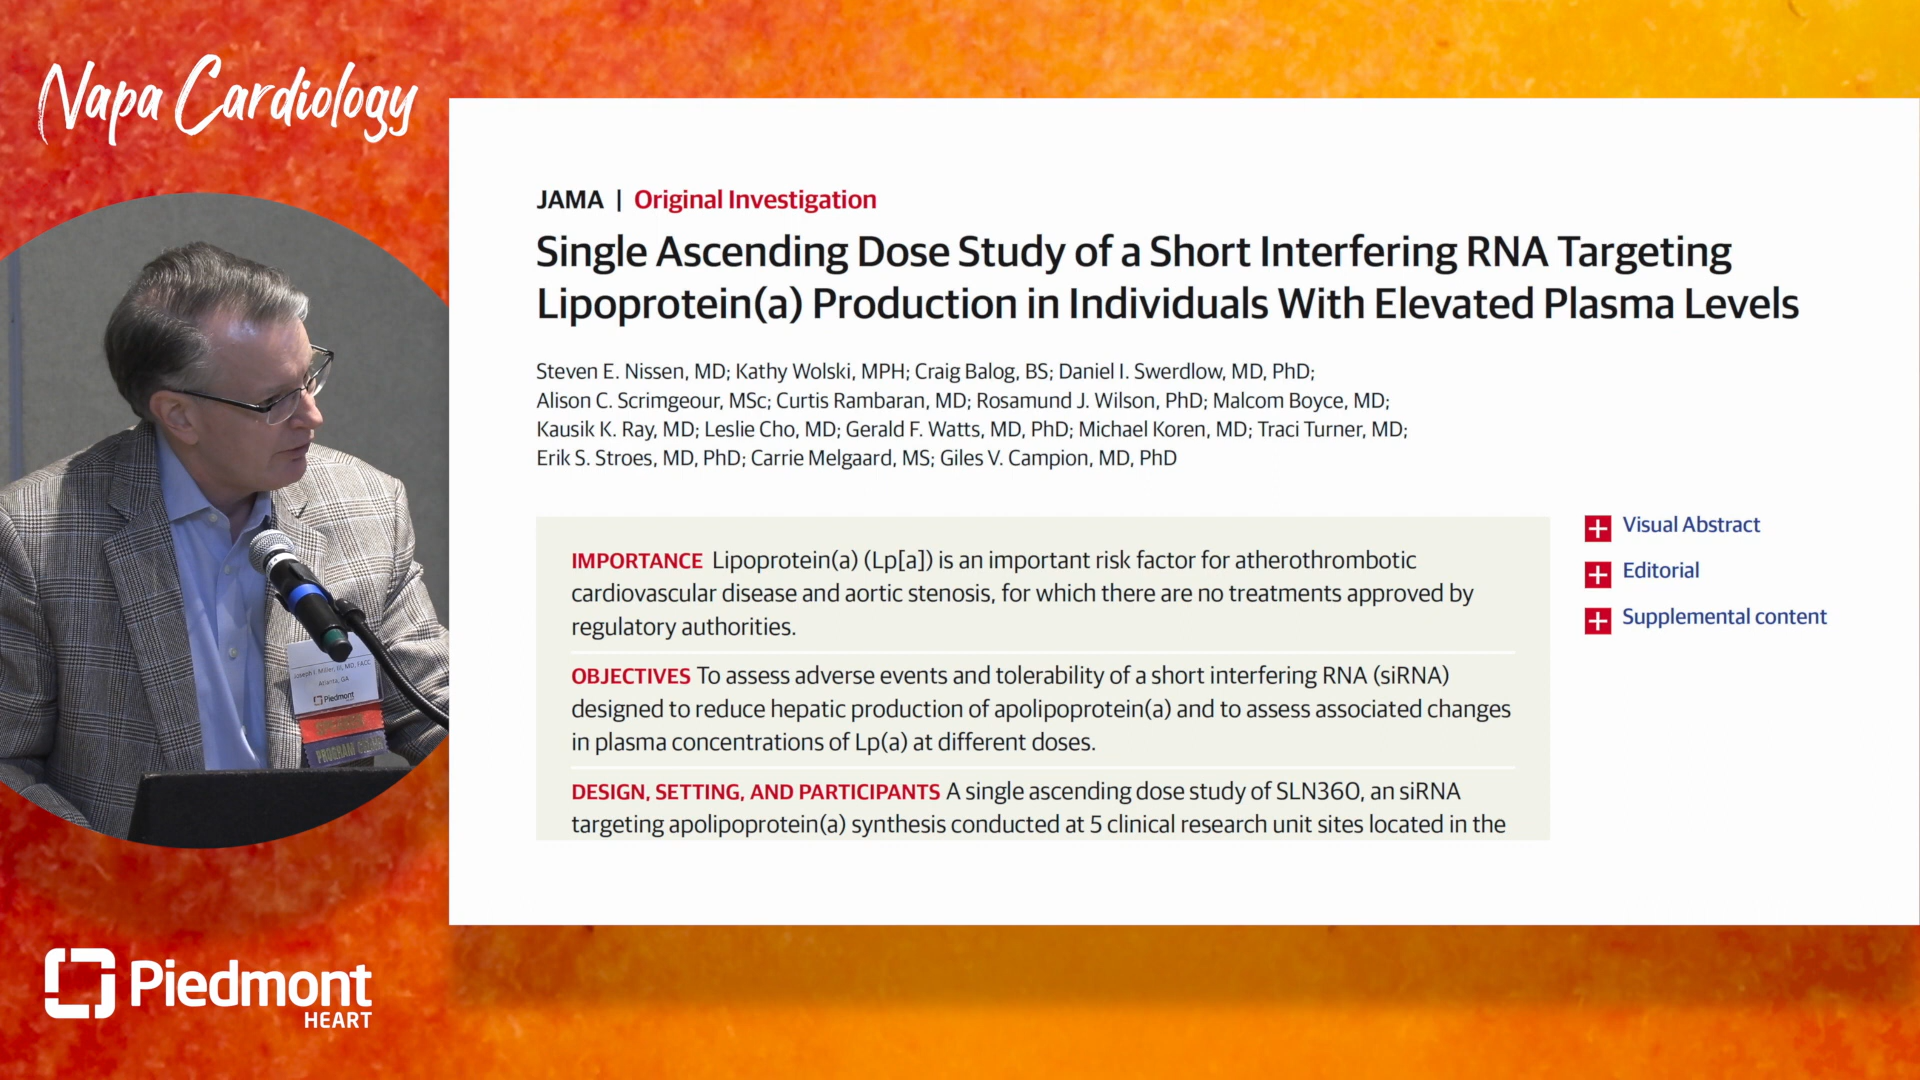 Napa Cardiology
JAMA | Original Investigation
Single Ascending Dose Study of a Short Interfering RNA Targeting
Lipoprotein(a) Production in Individuals With Elevated Plasma Levels
Steven E. Nissen, MD; Kathy Wolski, MPH; Craig Balog, BS; Daniel I. Swerdlow, MD, PhD;
Alison C. Scrimgeour, MSc; Curtis Rambaran, MD; Rosamund J. Wilson, PhD; Malcom Boyce, MD;
Kausik K. Ray, MD; Leslie Cho, MD; Gerald F. Watts, MD, PhD; Michael Koren, MD; Traci Turner, MD;
Erik S. Stroes, MD, PhD; Carrie Melgaard, MS; Giles V. Campion, MD, PhD
IMPORTANCE Lipoprotein(a) (Lp[a]) is an important risk factor for atherothrombotic
cardiovascular disease and aortic stenosis, for which there are no treatments approved by
regulatory authorities.
OBJECTIVES To assess adverse events and tolerability of a short interfering RNA (siRNA)
designed to reduce hepatic production of apolipoprotein(a) and to assess associated changes
in plasma concentrations of Lp(a) at different doses.
DESIGN, SETTING, AND PARTICIPANTS A single ascending dose study of SLN360, an siRNA
targeting apolipoprotein(a) synthesis conducted at 5 clinical research unit sites located in the
Visual Abstract
Editorial
Supplemental content
Joseph I. Miller, III, MD, FACC
Atlanta, GA
Piedmont
PROGRAM
Piedmont
HEART